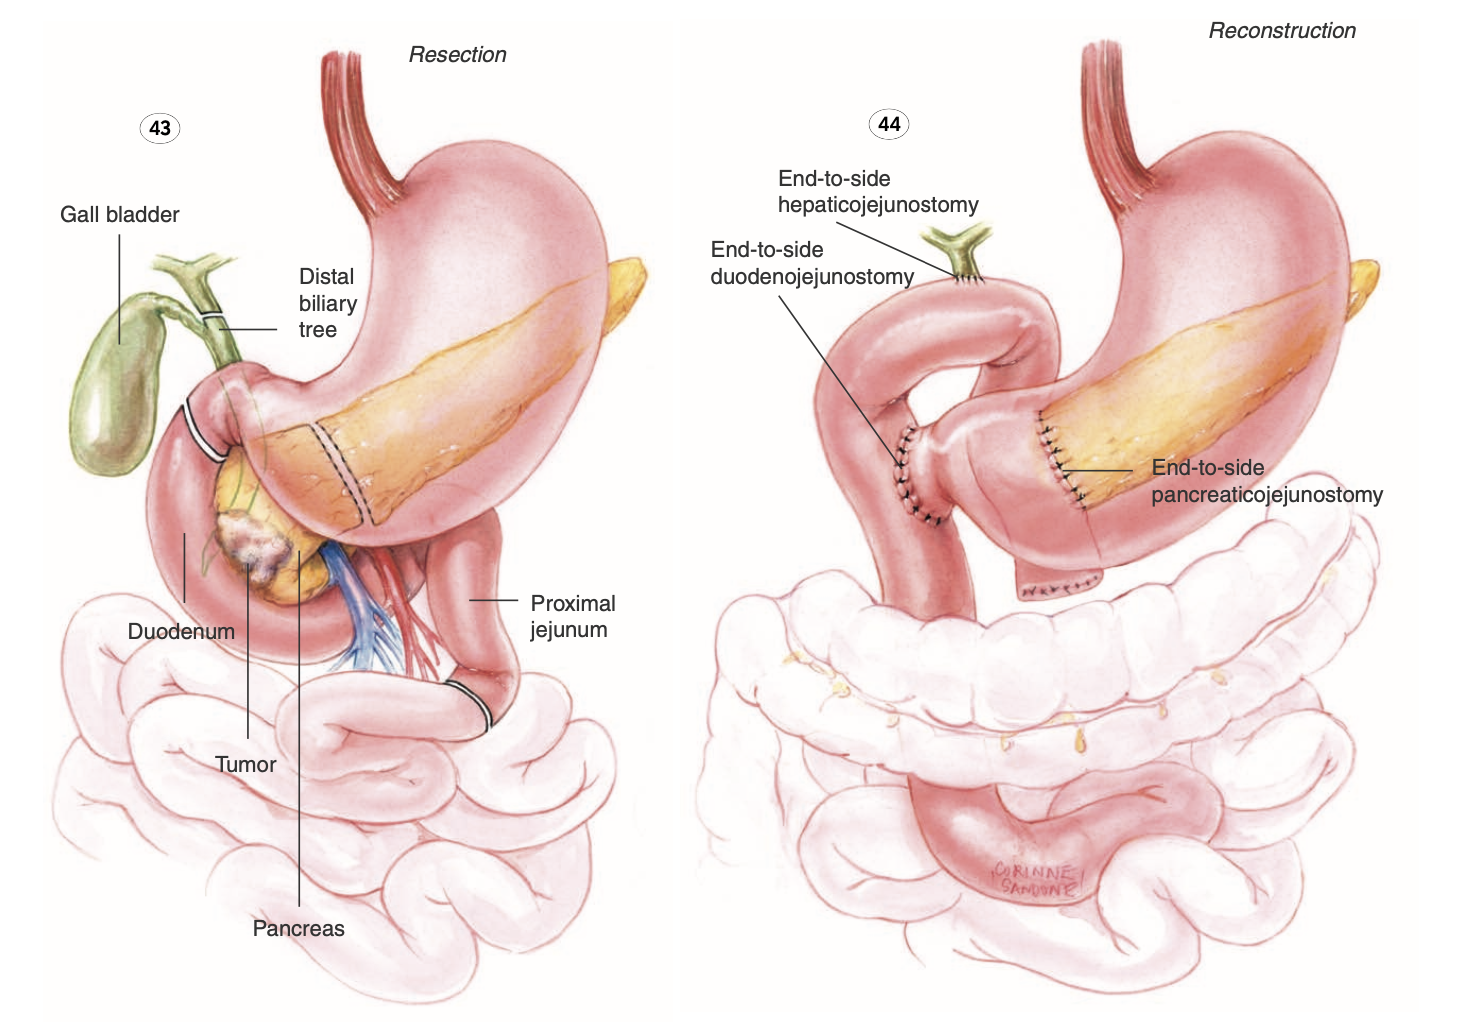 Resection
43
Gall bladder
Distal
biliary
tree
Duodenum
Proximal
jejunum
Tumor
Pancreas
Reconstruction
44
End-to-side
hepaticojejunostomy
End-to-side
duodenojejunostomy
End-to-side
pancreaticojejunostomy
CORINNE
SANDONE